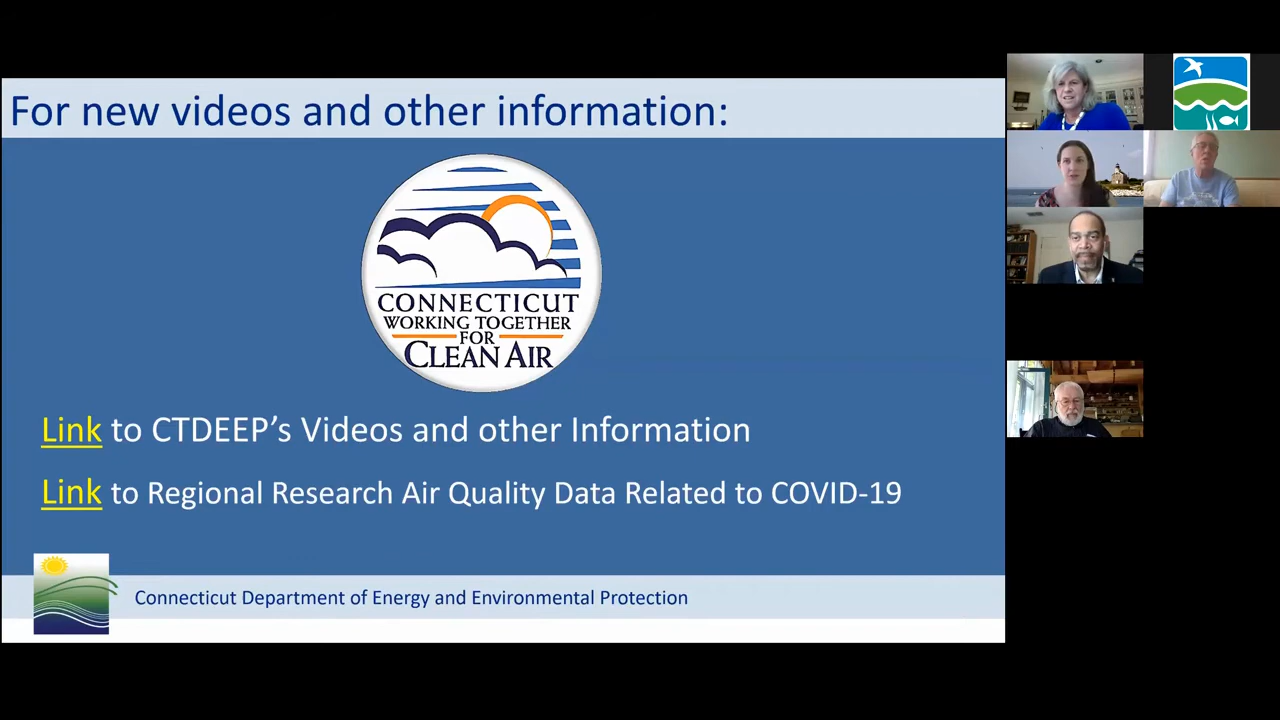 For new videos and other information:
CONNECTICUT
WORKING TOGETHER
FOR
CLEAN AIR
Link to CTDEEP’s Videos and other Information
Link to Regional Research Air Quality Data Related to COVID-19
Connecticut Department of Energy and Environmental Protection